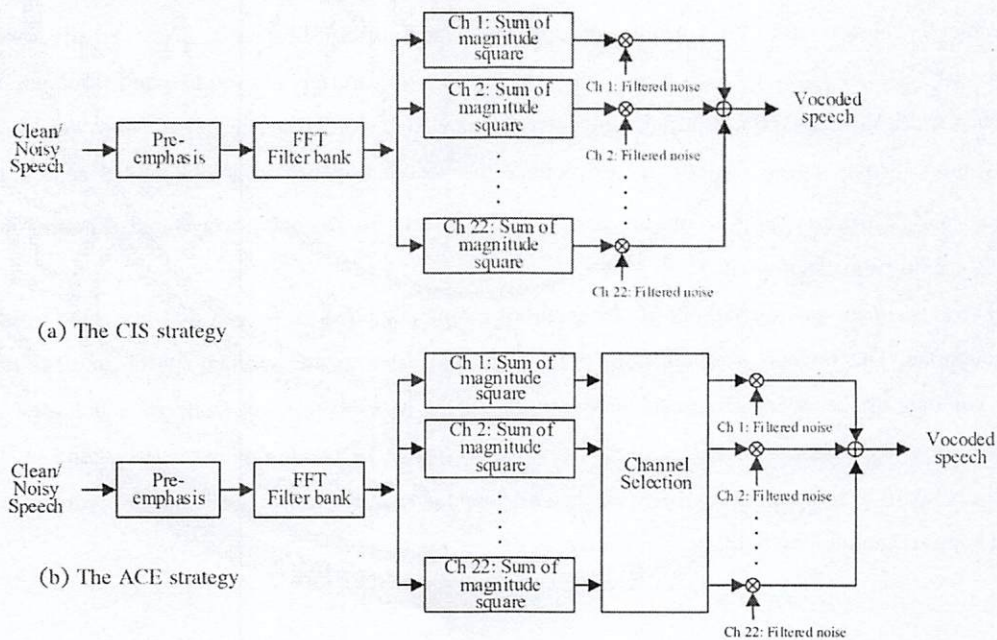 Ch 1: Sum of
magnitude
square
Ch 1: Filtered noise
Ch 2: Sum of
magnitude
square
Ch 2: Filtered noise
Vocoded
speech
Clean/
Noisy
Speech
Pre-
emphasis
FFT
Filter bank
Ch 22: Sum of
magnitude
square
Ch 22: Filtered noise
(a) The CIS strategy
Ch 1: Sum of
magnitude
square
Ch 1: Filtered noise
Ch 2: Sum of
magnitude
square
Channel
Selection
Ch 2: Filtered noise
Vocoded
speech
Clean/
Noisy
Speech
Pre-
emphasis
FFT
Filter bank
Ch 22: Sum of
magnitude
square
Ch 22: Filtered noise
(b) The ACE strategy